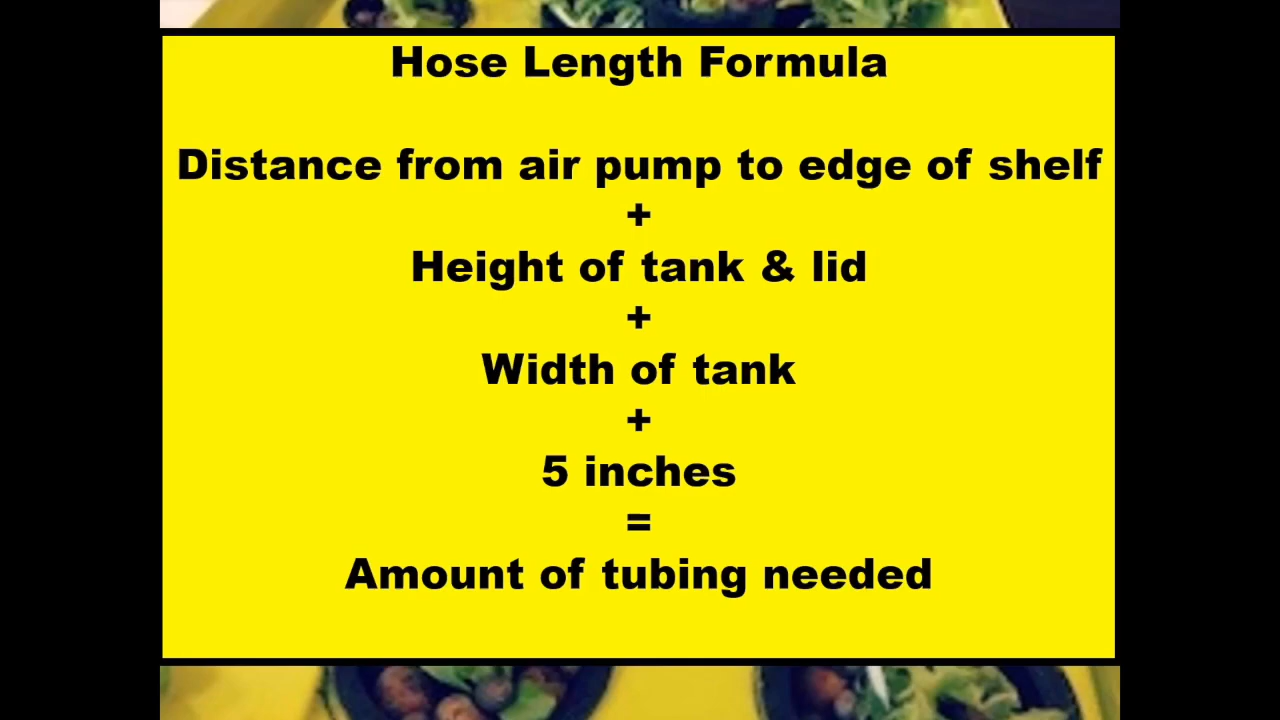 Hose Length Formula
Distance from air pump to edge of shelf
+
Height of tank & lid
+
Width of tank
+
5 inches
=
Amount of tubing needed